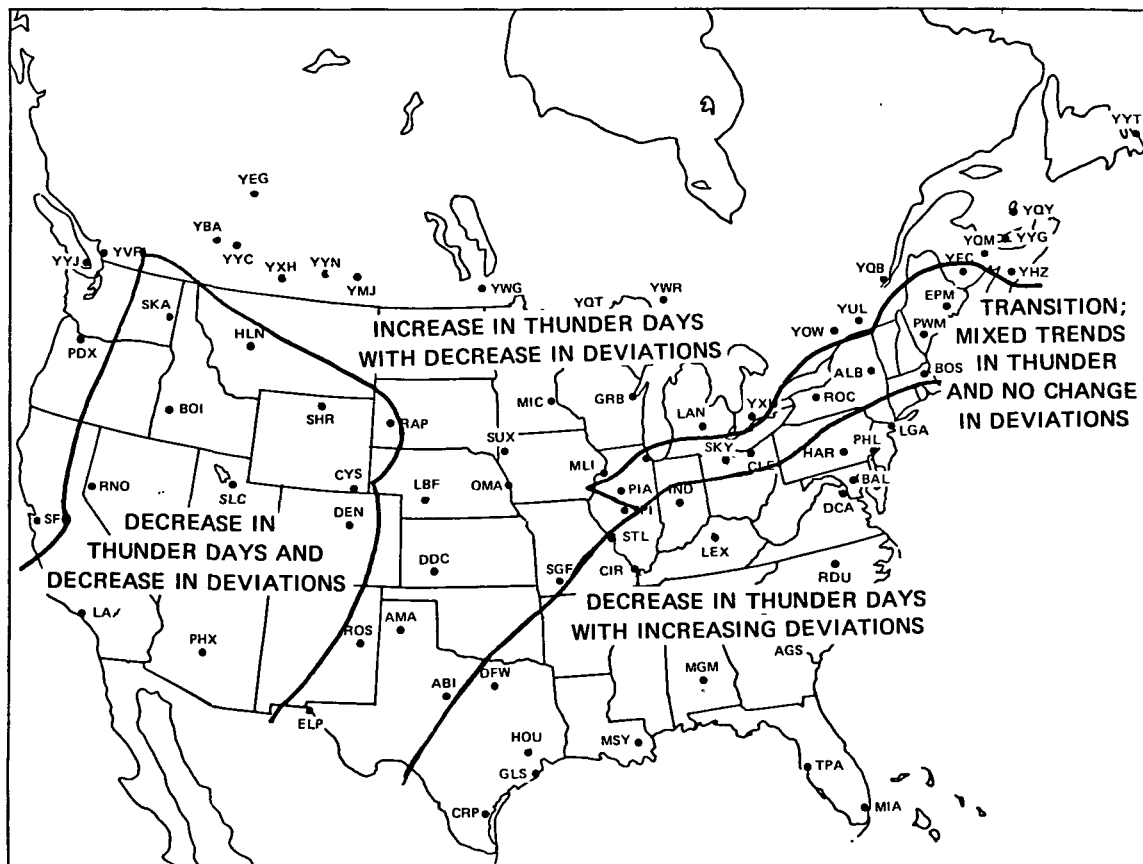 YYT
YEG
YQY
YBA
YYG
YQM
YVR
YYC
YYJ
YFC
YQB
YHZ
YYN
YXH
YMJ
YWG
YWR
YQT
SKA
EPM
TRANSITION;
MIXED TRENDS
IN THUNDER
AND NO CHANGE
IN DEVIATIONS
INCREASE IN THUNDER DAYS
WITH DECREASE IN DEVIATIONS
YUL
YOW
PWM
HLN
PDX
ALB
BOS
MIC
GRB
ROC
BOI
SHR
RAP
LAN
LGA
SUX
SKY
CLE
HAR
PHL
MLI
RNO
SLC
CYS
LBF
OMA
PIA
IND
BAL
DCA
SF
DEN
DECREASE IN
THUNDER DAYS AND
DECREASE IN DEVIATIONS
STL
LEX
DDC
SGF
CIR
RDU
DECREASE IN THUNDER DAYS
WITH INCREASING DEVIATIONS
PHX
ROS
AMA
AGS
MGM
ABI
DFW
ELP
HOU
MSY
GLS
TPA
CRP
MIA